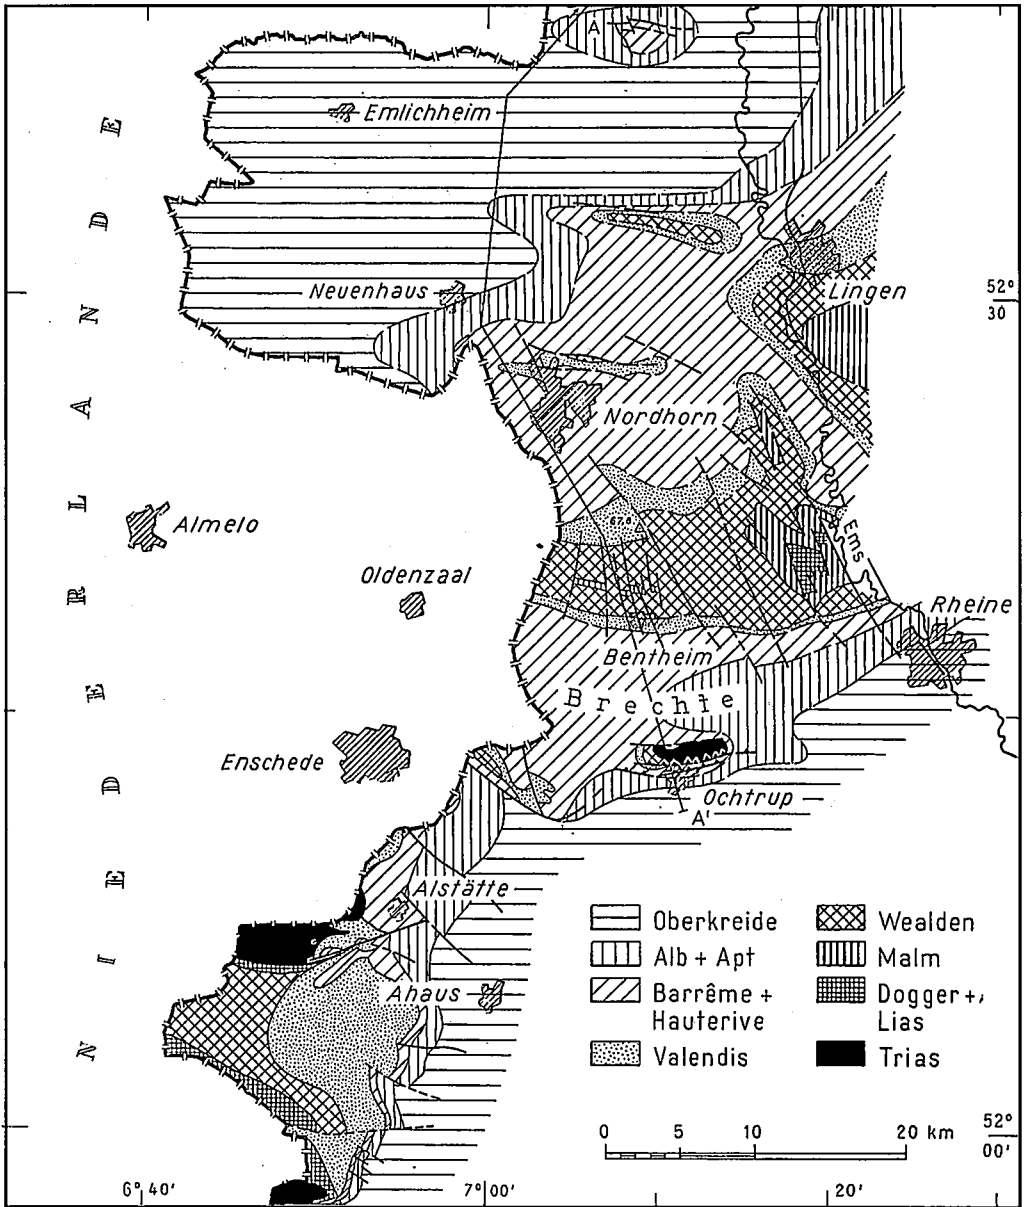 A
Emlichheim
NIEDERLANDE
Neuenhaus
Lingen
52°
30
Nordhorn
67,8
Almelo
Ems
Oldenzaal
Rheine
Bentheim
Brechte
Enschede
Ochtrup
A'
Alstätte
Ahaus
Oberkreide
Alb + Apt
Barrême +
Hauterive
Valendis
Wealden
Malm
Dogger +
Lias
Trias
0 5 10 20 km
52°
00'
6°40' 7°00' 20'